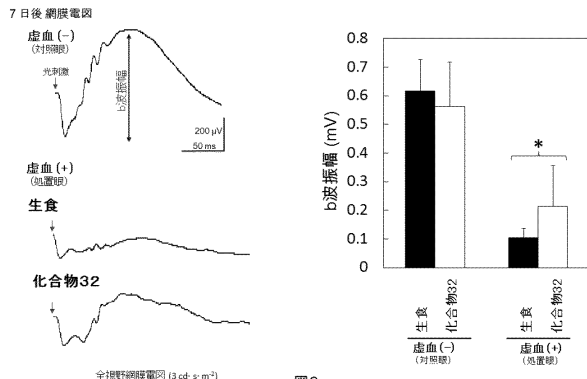 7 日後 網膜電図
虚血 (-)
(対照眼)
光刺激
b波振幅
200 μV
50 ms
虚血 (+)
(処置眼)
生食
化合物32
全視野網膜電図 (3 cd· s· m⁻²)
b波振幅 (mV)
0.8
0.7
0.6
0.5
0.4
0.3
0.2
0.1
0
*
生食
化合物32
生食
化合物32
虚血(-)
(対照眼)
虚血(+)
(処置眼)